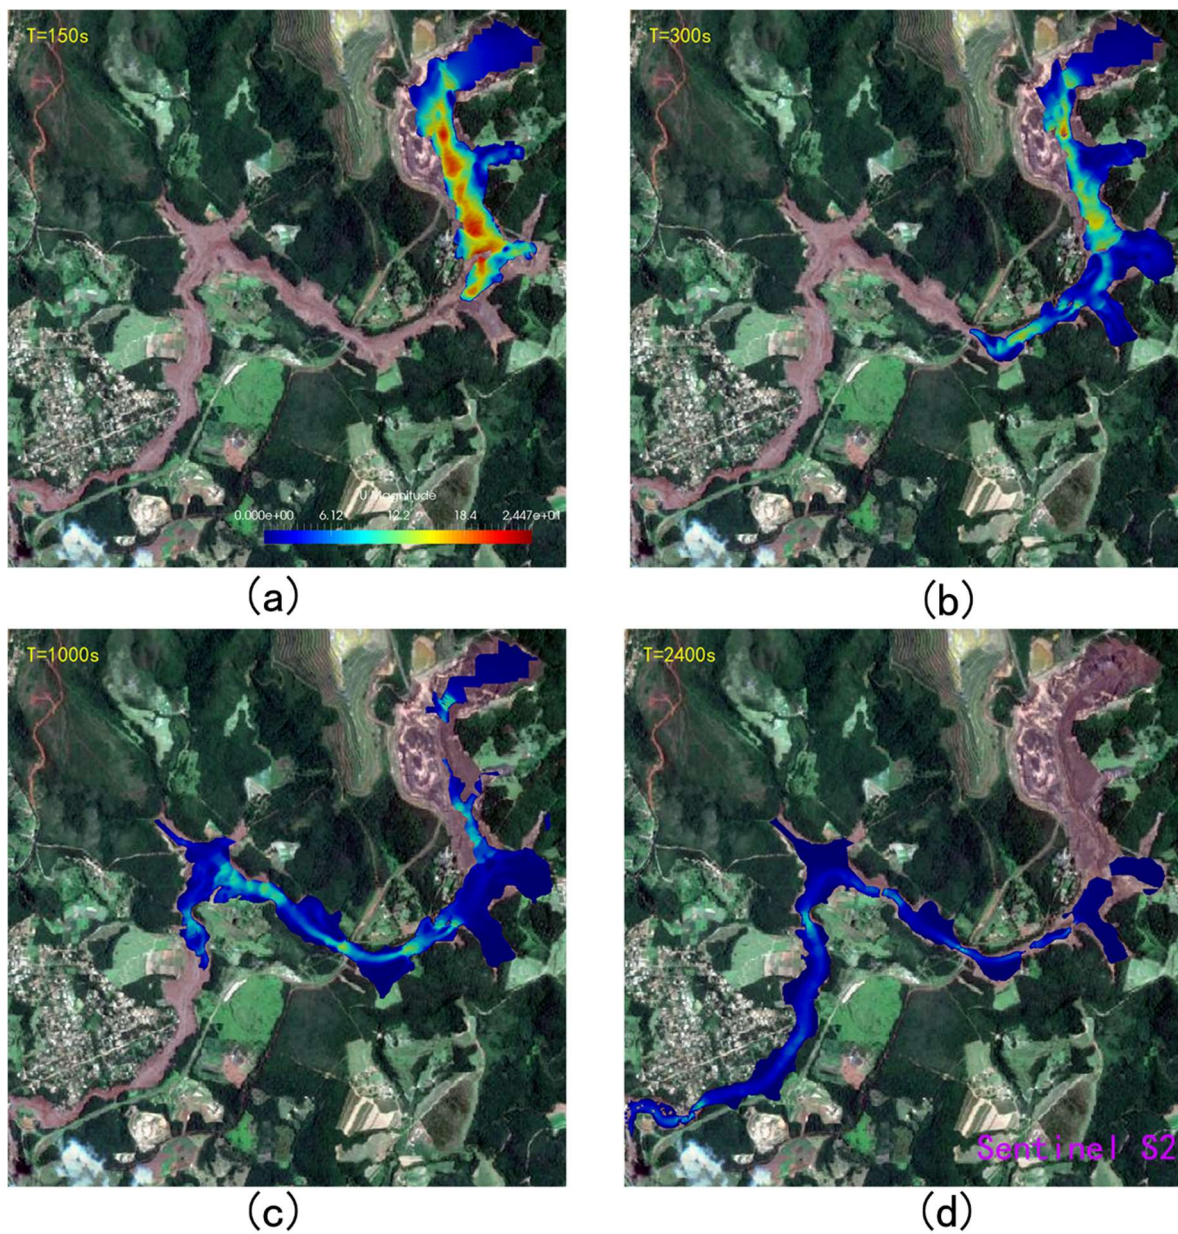 T=150s
T=300s
U Magnitude
0.000e+00 6.12 12.2 18.4 2.447e+01
(a)
(b)
T=1000s
T=2400s
Sentinel S2
(c)
(d)